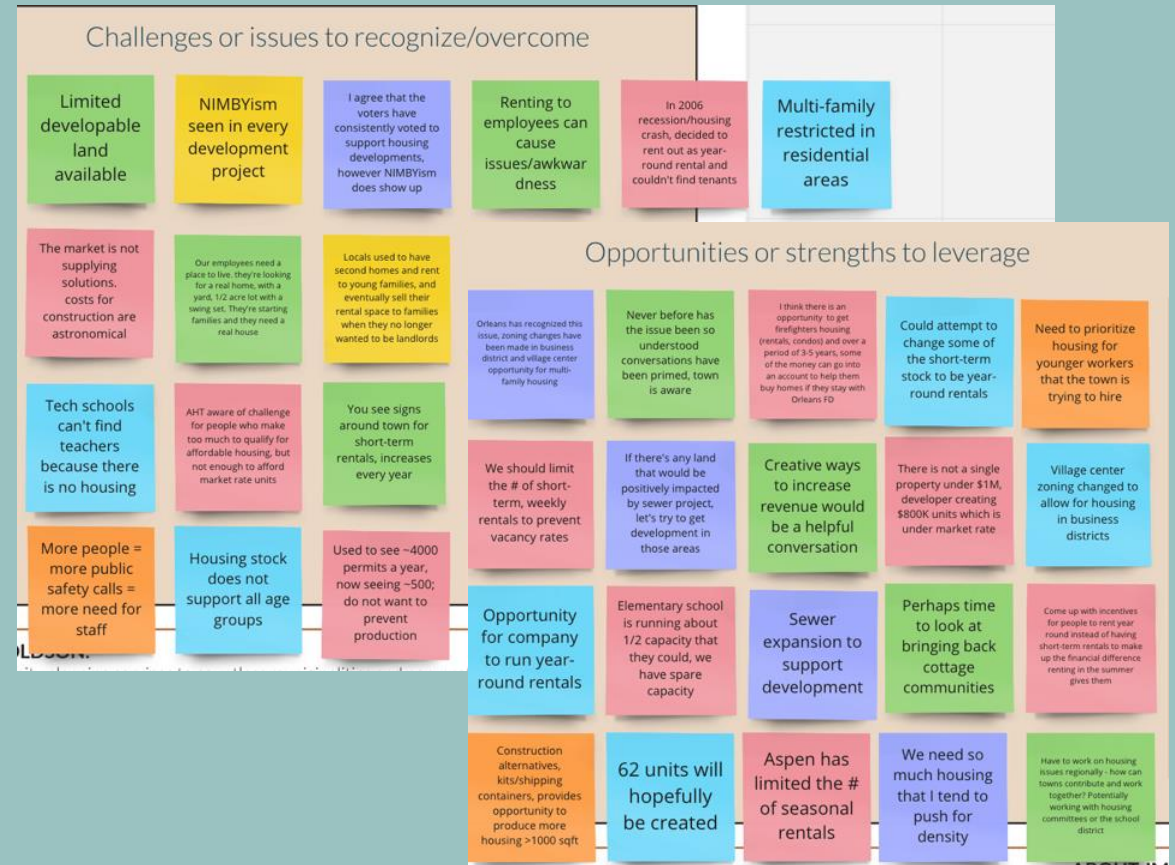 Challenges or issues to recognize/overcome
Limited
developable
land
available
NIMBYism
seen in every
development
project
I agree that the
voters have
consistently voted to
support housing
developments,
however NIMBYism
does show up
Renting to
employees can
cause
issues/awkwar
dness
In 2006
recession/housing
crash, decided to
rent out as year-
round rental and
couldn't find tenants
Multi-family
restricted in
residential
areas
The market is not
supplying
solutions.
costs for
construction are
astronomical
Our employees need a
place to live. they're looking
for a real home, with a
yard, 1/2 acre lot with a
swing set, They're starting
families and they need a
real house
Locals used to have
second homes and rent
to young families, and
eventually sell their
rental space to families
when they no longer
wanted to be landlords
Tech schools
can't find
teachers
because there
is no housing
AHT aware of challenge
for people who make
too much to qualify for
affordable housing, but
not enough to afford
market rate units
You see signs
around town for
short-term
rentals, increases
every year
More people =
more public
safety calls =
more need for
staff
Housing stock
does not
support all age
groups
Used to see ~4000
permits a year,
now seeing ~500;
do not want to
prevent
production
Opportunities or strengths to leverage
Orleans has recognized this
issue, zoning changes have
been made in business
district and village center
opportunity for multi-
family housing
Never before has
the issue been so
understood
conversations have
been primed, town
is aware
I think there is an
opportunity to get
firefighters housing
(rentals, condos) and over a
period of 3-5 years, some
of the money can go into
an account to help them
buy homes if they stay with
Orleans FD
Could attempt to
change some of
the short-term
stock to be year-
round rentals
Need to prioritize
housing for
younger workers
that the town is
trying to hire
We should limit
the # of short-
term, weekly
rentals to prevent
vacancy rates
If there's any land
that would be
positively impacted
by sewer project,
let's try to get
development in
those areas
Creative ways
to increase
revenue would
be a helpful
conversation
There is not a single
property under $1M,
developer creating
$800K units which is
under market rate
Village center
zoning changed to
allow for housing
in business
districts
Opportunity
for company
to run year-
round rentals
Elementary school
is running about
1/2 capacity that
they could, we
have spare
capacity
Sewer
expansion to
support
development
Perhaps time
to look at
bringing back
cottage
communities
Come up with incentives
for people to rent year
round instead of having
short-term rentals to make
up the financial difference
renting in the summer
gives them
Construction
alternatives,
kits/shipping
containers, provides
opportunity to
produce more
housing >1000 sqft
62 units will
hopefully
be created
Aspen has
limited the #
of seasonal
rentals
We need so
much housing
that I tend to
push for
density
Have to work on housing
issues regionally - how can
towns contribute and work
together? Potentially
working with housing
committees or the school
district